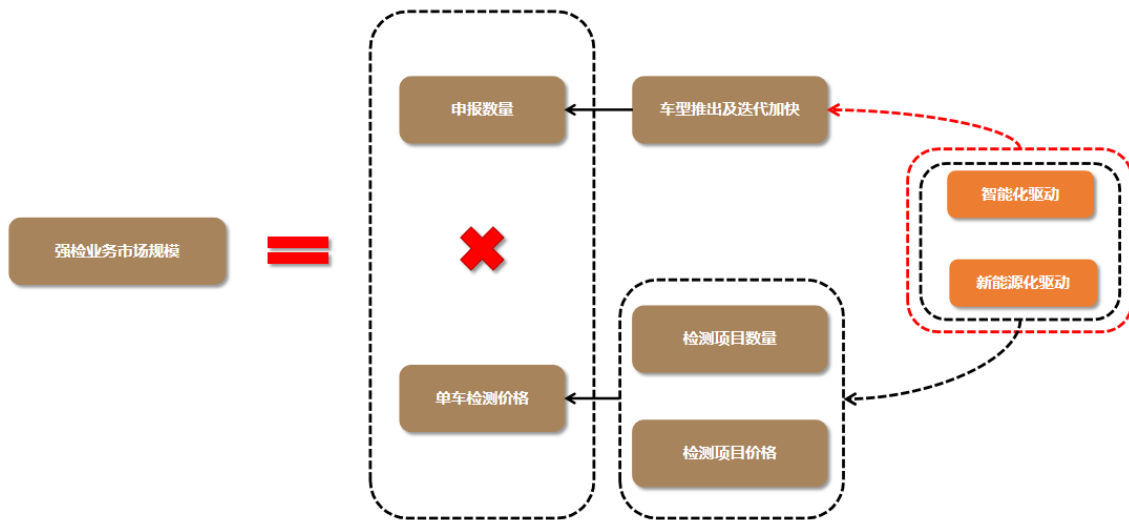 申报数量
车型推出及迭代加快
智能化驱动
强检业务市场规模
新能源化驱动
检测项目数量
单车检测价格
检测项目价格